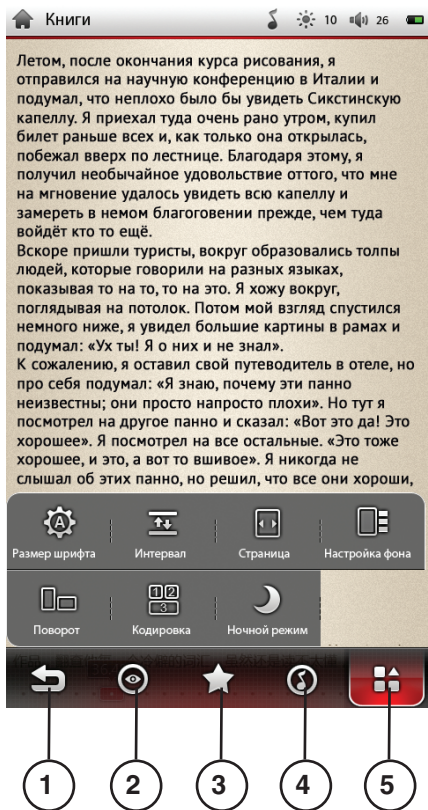 Книги 10 26
Летом, после окончания курса рисования, я
отправился на научную конференцию в Италии и
подумал, что неплохо было бы увидеть Сикстинскую
капеллу. Я приехал туда очень рано утром, купил
билет раньше всех и, как только она открылась,
побежал вверх по лестнице. Благодаря этому, я
получил необычайное удовольствие оттого, что мне
на мгновение удалось увидеть всю капеллу и
замереть в немом благоговении прежде, чем туда
войдёт кто то ещё.
Вскоре пришли туристы, вокруг образовались толпы
людей, которые говорили на разных языках,
показывая то на то, то на это. Я хожу вокруг,
поглядывая на потолок. Потом мой взгляд спустился
немного ниже, я увидел большие картины в рамах и
подумал: «Ух ты! Я о них и не знал».
К сожалению, я оставил свой путеводитель в отеле, но
про себя подумал: «Я знаю, почему эти панно
неизвестны; они просто напросто плохи». Но тут я
посмотрел на другое панно и сказал: «Вот это да! Это
хорошее». Я посмотрел на все остальные. «Это тоже
хорошее, и это, а вот то вшивое». Я никогда не
слышал об этих панно, но решил, что все они хороши,
A
Размер шрифта Интервал Страница Настройка фона
1 2
3
Поворот Кодировка Ночной режим
1 2 3 4 5